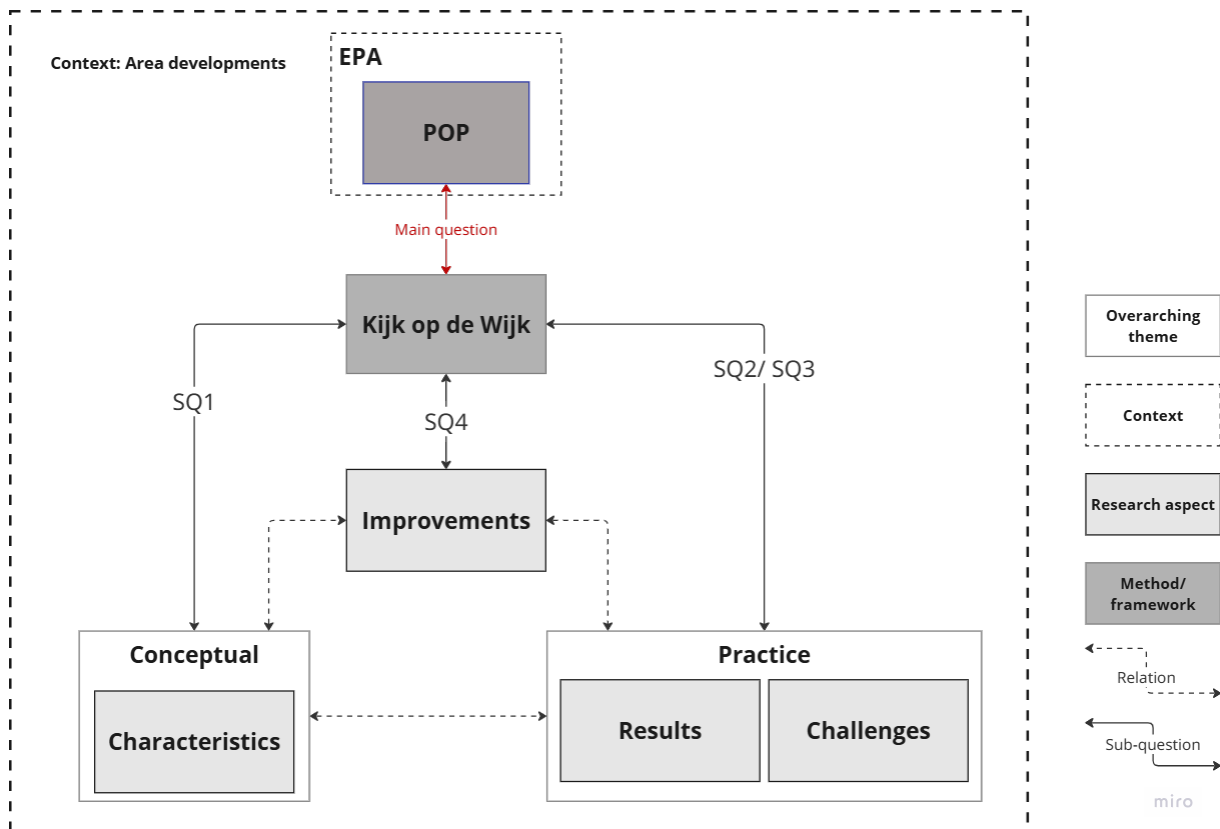 Context: Area developments
EPA
POP
Main question
Kijk op de Wijk
SQ1
SQ2/ SQ3
SQ4
Improvements
Conceptual
Characteristics
Practice
Results
Challenges
Overarching
theme
Context
Research aspect
Method/
framework
Relation
Sub-question
miro